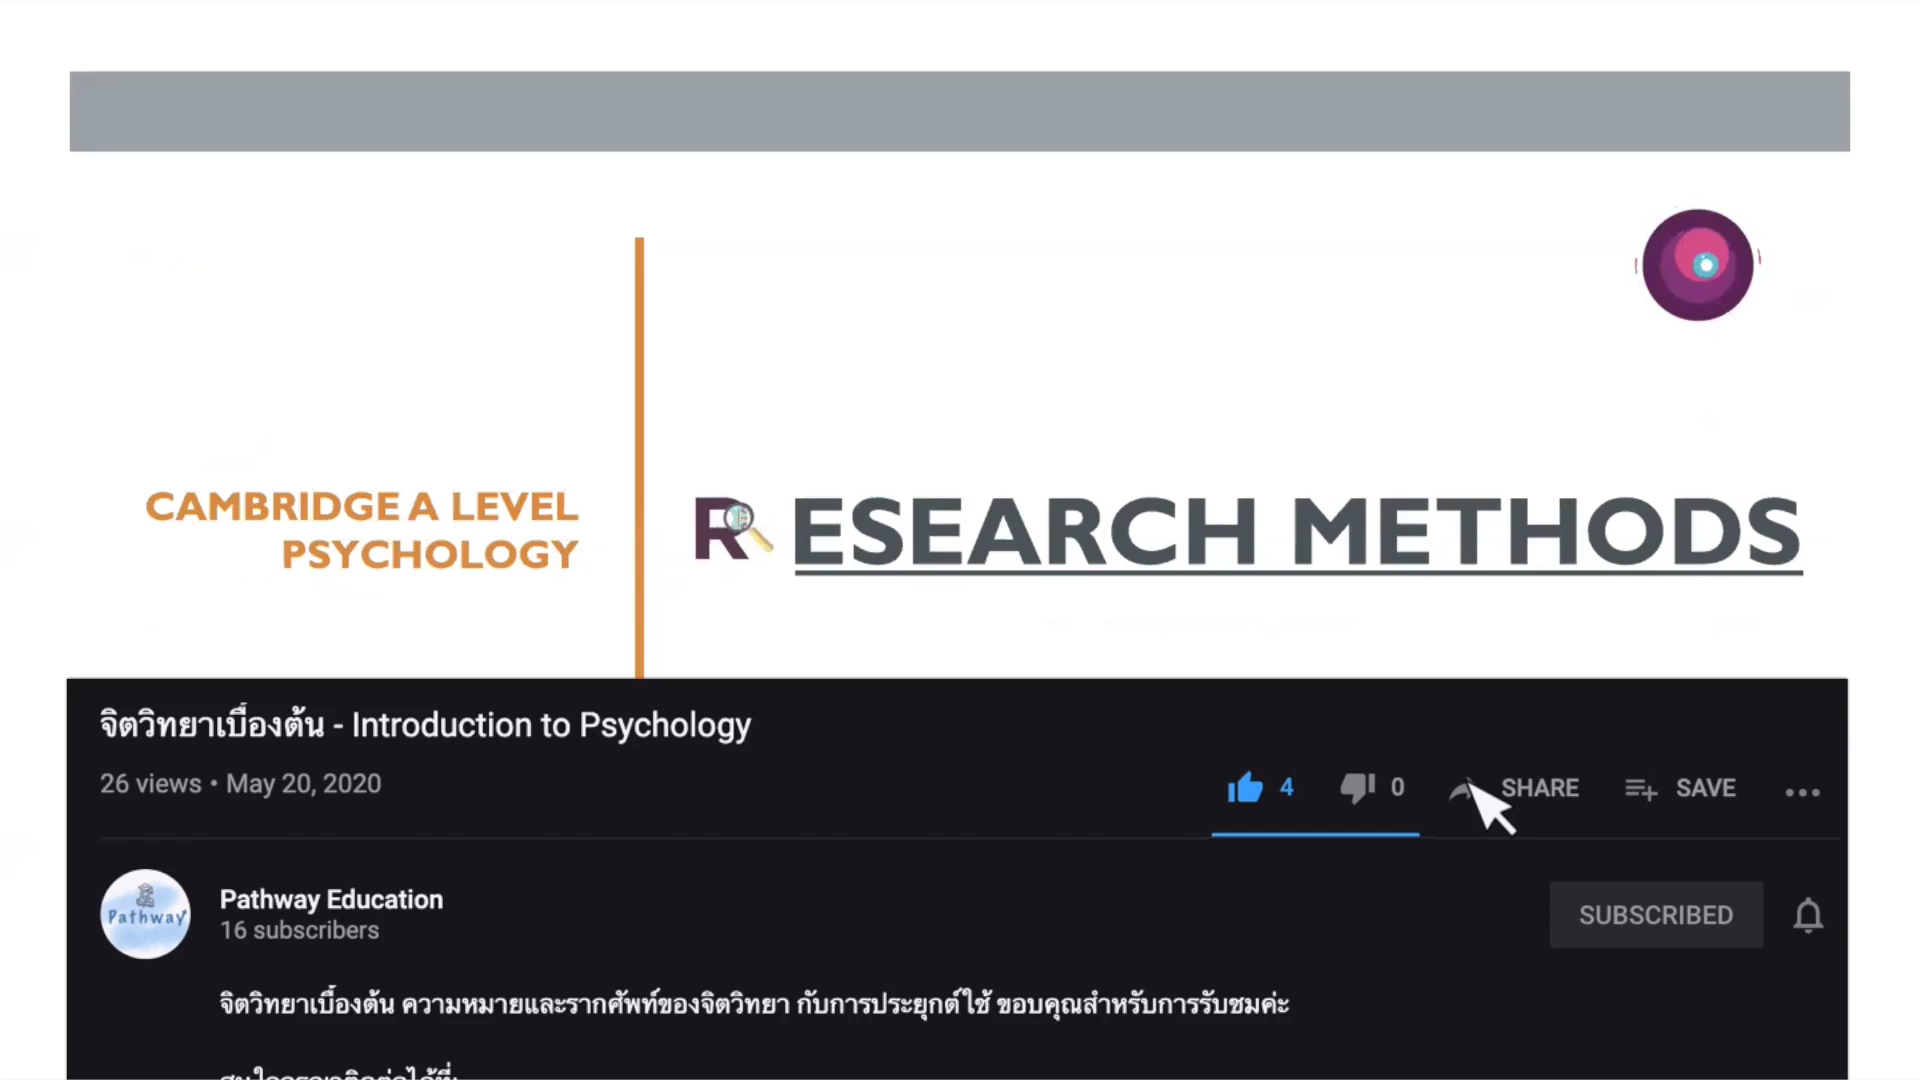 CAMBRIDGE A LEVEL
PSYCHOLOGY
RESEARCH METHODS
จิตวิทยาเบื้องต้น - Introduction to Psychology
26 views • May 20, 2020
4 0 SHARE SAVE
Pathway
Pathway Education
16 subscribers
SUBSCRIBED
จิตวิทยาเบื้องต้น ความหมายและรากศัพท์ของจิตวิทยา กับการประยุกต์ใช้ ขอบคุณสำหรับการรับชมค่ะ